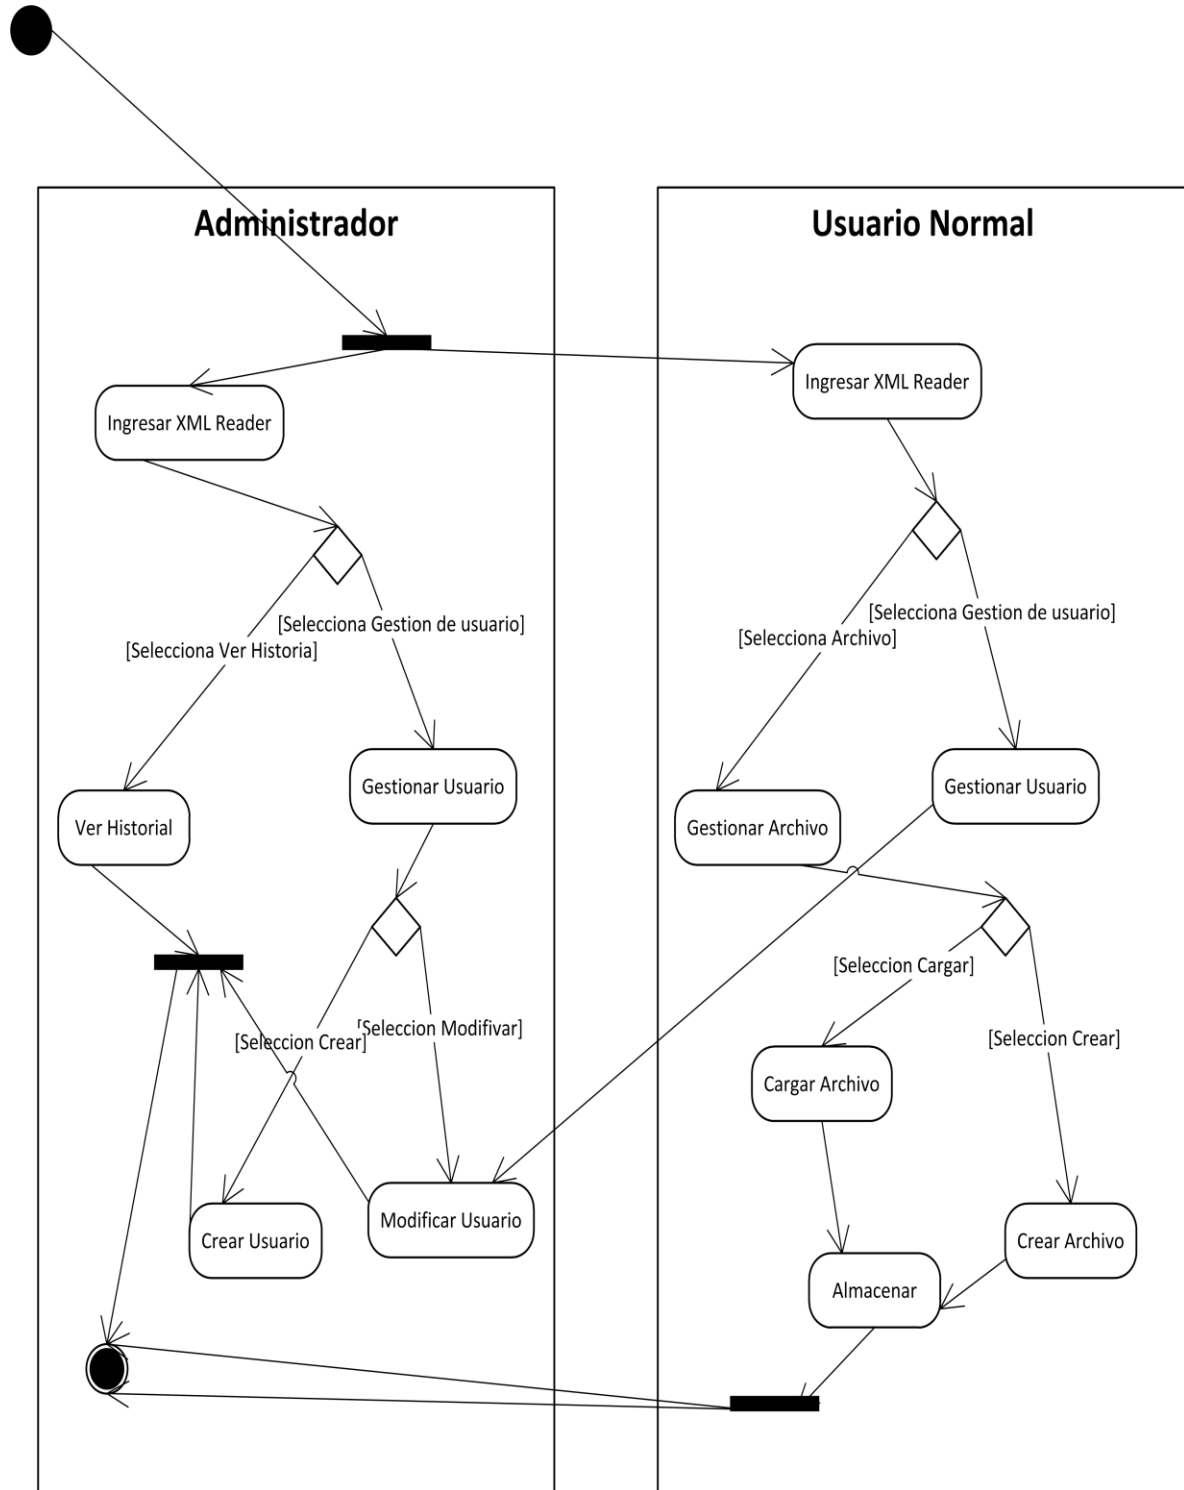 Administrador
Usuario Normal
Ingresar XML Reader
Ingresar XML Reader
[Selecciona Gestion de usuario]
[Selecciona Ver Historia]
[Selecciona Gestion de usuario]
[Selecciona Archivo]
Gestionar Usuario
Ver Historial
Gestionar Usuario
Gestionar Archivo
[Seleccion Modifivar]
[Seleccion Crear]
[Seleccion Cargar]
[Seleccion Crear]
Cargar Archivo
Modificar Usuario
Crear Usuario
Crear Archivo
Almacenar